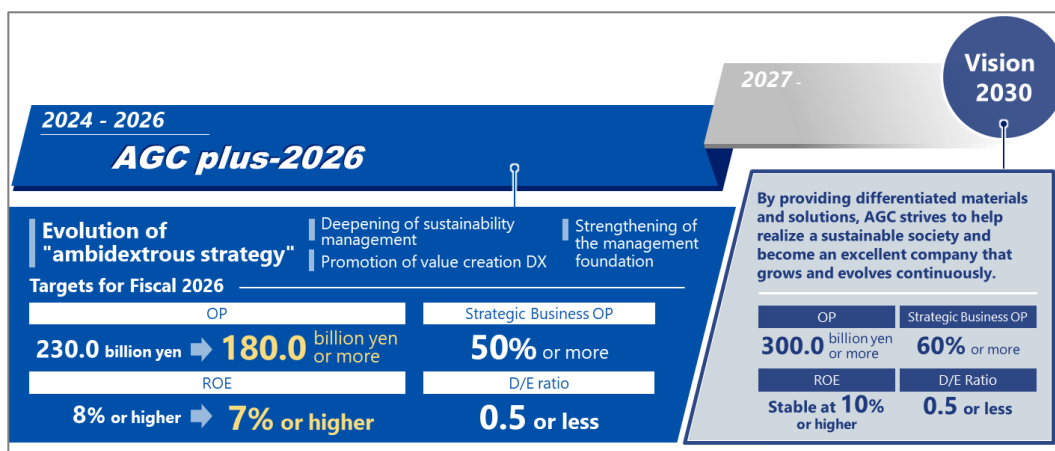 2024 - 2026
AGC plus-2026
2027 -
Vision
2030
Evolution of
"ambidextrous strategy"
Deepening of sustainability
management
Promotion of value creation DX
Strengthening of
the management
foundation
Targets for Fiscal 2026
OP
230.0 billion yen
180.0 billion yen
or more
Strategic Business OP
50% or more
ROE
8% or higher
7% or higher
D/E ratio
0.5 or less
By providing differentiated materials
and solutions, AGC strives to help
realize a sustainable society and
become an excellent company that
grows and evolves continuously.
OP
300.0 billion yen
or more
Strategic Business OP
60% or more
ROE
Stable at 10%
or higher
D/E Ratio
0.5 or less